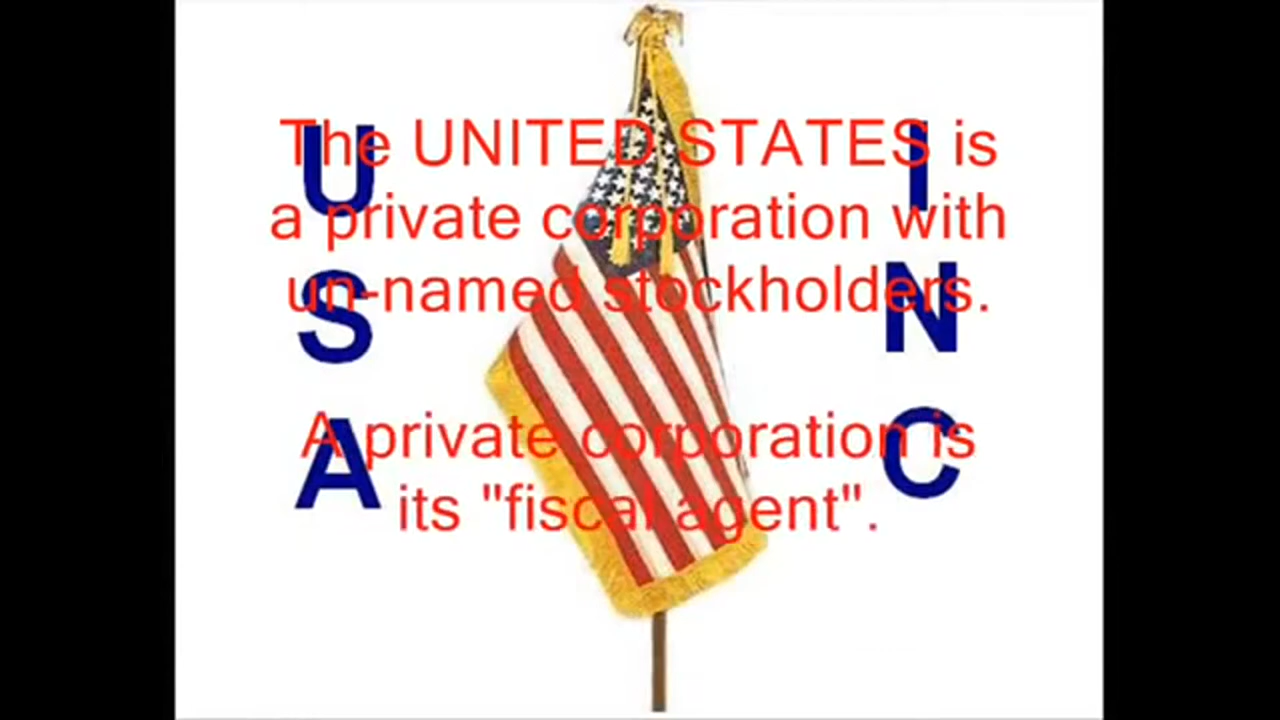 The UNITED STATES is
a private corporation with
un-named stockholders.
A private corporation is
its "fiscal agent".
U
S
A
I
N
C